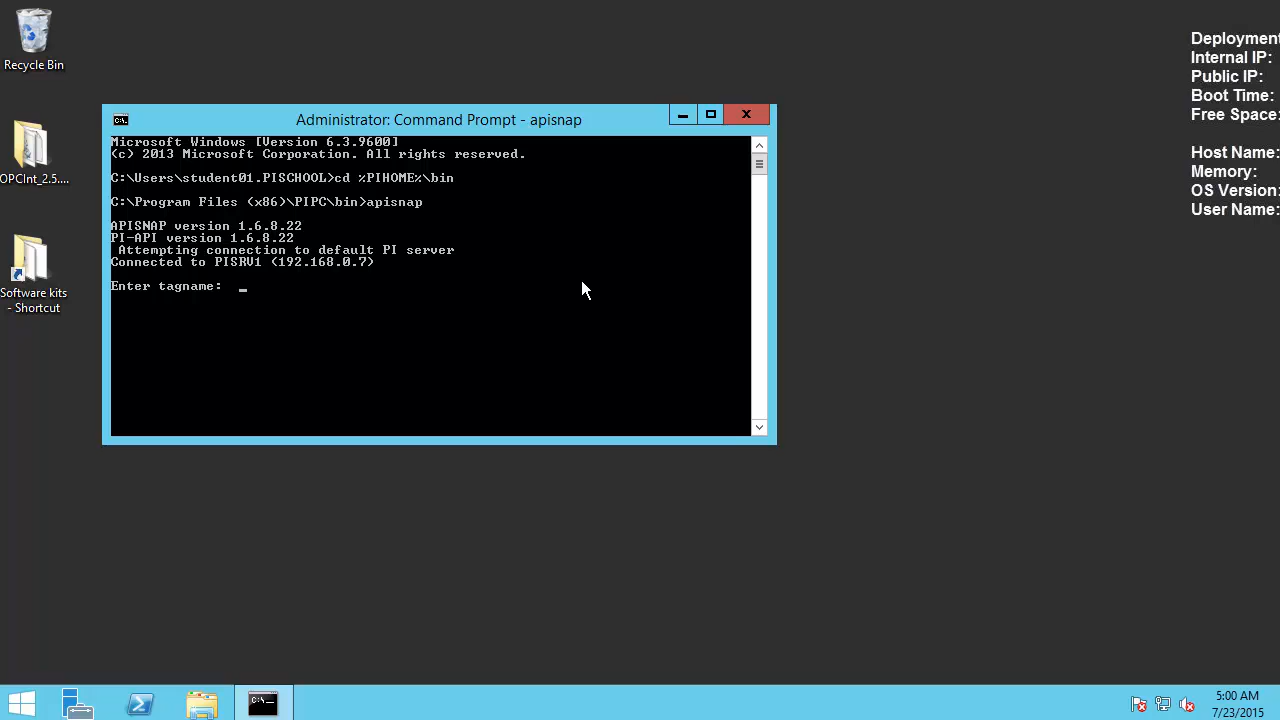 Recycle Bin
OPCInt_2.5....
Software kits
- Shortcut
Administrator: Command Prompt - apisnap
Microsoft Windows [Version 6.3.9600]
(c) 2013 Microsoft Corporation. All rights reserved.
C:\Users\student01.PISCHOOL>cd %PIHOME%\bin
C:\Program Files (x86)\PIPC\bin>apisnap
APISNAP version 1.6.8.22
PI-API version 1.6.8.22
Attempting connection to default PI server
Connected to PISRV1 (192.168.0.7)
Enter tagname: _
Deployment
Internal IP:
Public IP:
Boot Time:
Free Space:
Host Name:
Memory:
OS Version:
User Name:
5:00 AM
7/23/2015